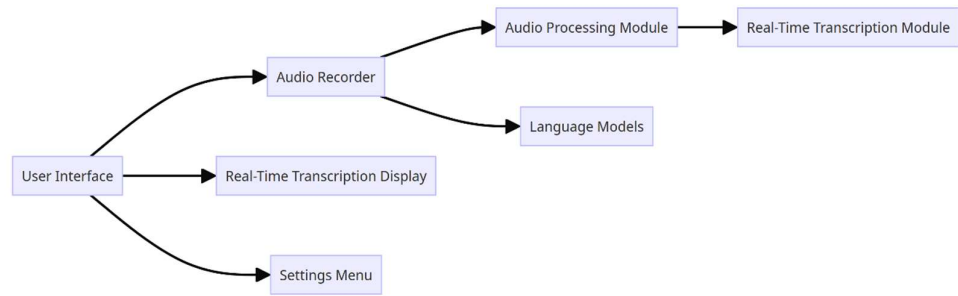 Audio Processing Module
Real-Time Transcription Module
Audio Recorder
Language Models
User Interface
Real-Time Transcription Display
Settings Menu